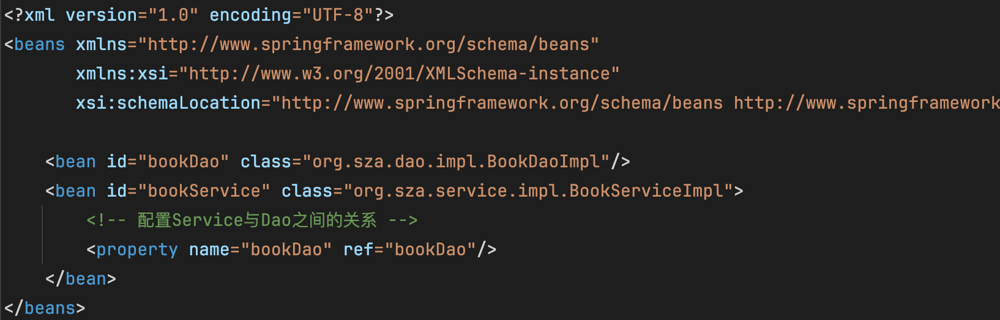 <?xml version="1.0" encoding="UTF-8"?>
<beans xmlns="http://www.springframework.org/schema/beans"
xmlns:xsi="http://www.w3.org/2001/XMLSchema-instance"
xsi:schemaLocation="http://www.springframework.org/schema/beans http://www.springframework
<bean id="bookDao" class="org.sza.dao.impl.BookDaoImpl"/>
<bean id="bookService" class="org.sza.service.impl.BookServiceImpl">
<!-- 配置Service与Dao之间的关系 -->
<property name="bookDao" ref="bookDao"/>
</bean>
</beans>